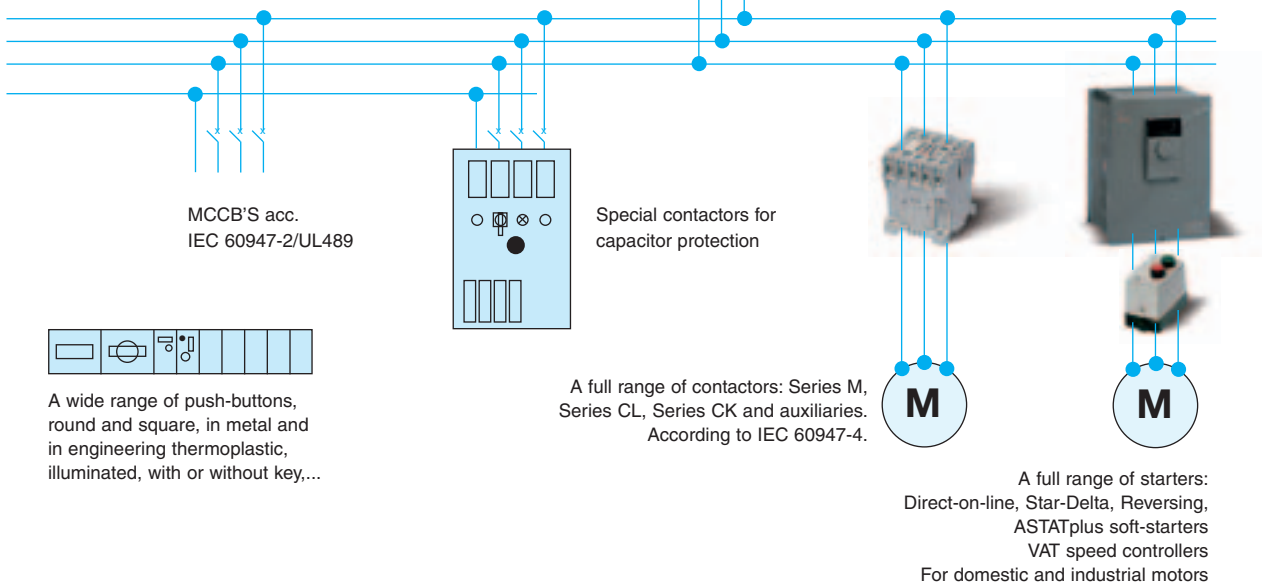 MCCB'S acc.
IEC 60947-2/UL489
Special contactors for
capacitor protection
A wide range of push-buttons,
round and square, in metal and
in engineering thermoplastic,
illuminated, with or without key,...
A full range of contactors: Series M,
Series CL, Series CK and auxiliaries.
According to IEC 60947-4.
M
M
A full range of starters:
Direct-on-line, Star-Delta, Reversing,
ASTATplus soft-starters
VAT speed controllers
For domestic and industrial motors